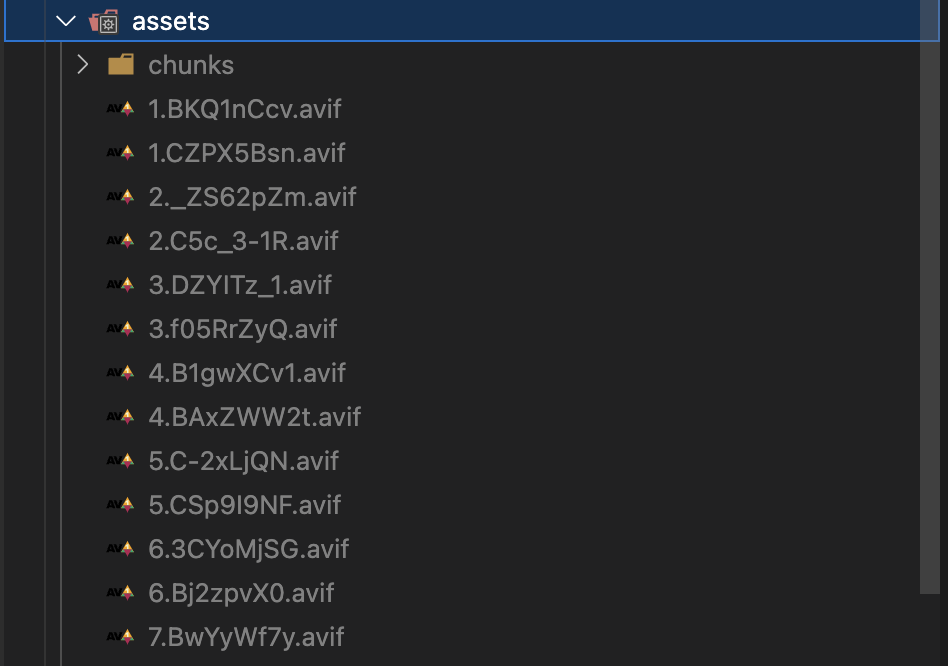 assets
chunks
1.BKQ1nCcv.avif
1.CZPX5Bsn.avif
2._ZS62pZm.avif
2.C5c_3-1R.avif
3.DZYITz_1.avif
3.f05RrZyQ.avif
4.B1gwXCv1.avif
4.BAxZWW2t.avif
5.C-2xLjQN.avif
5.CSp9I9NF.avif
6.3CYoMjSG.avif
6.Bj2zpvX0.avif
7.BwYyWf7y.avif